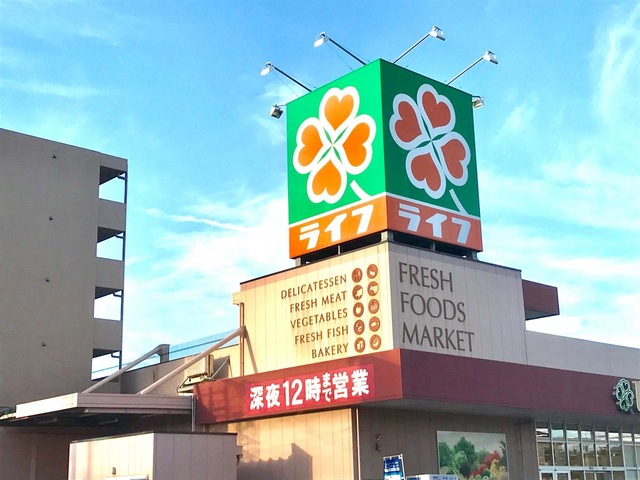 ライフ
ライフ
DELICATESSEN
FRESH MEAT
VEGETABLES
FRESH FISH
BAKERY
FRESH
FOODS
MARKET
深夜12時まで営業